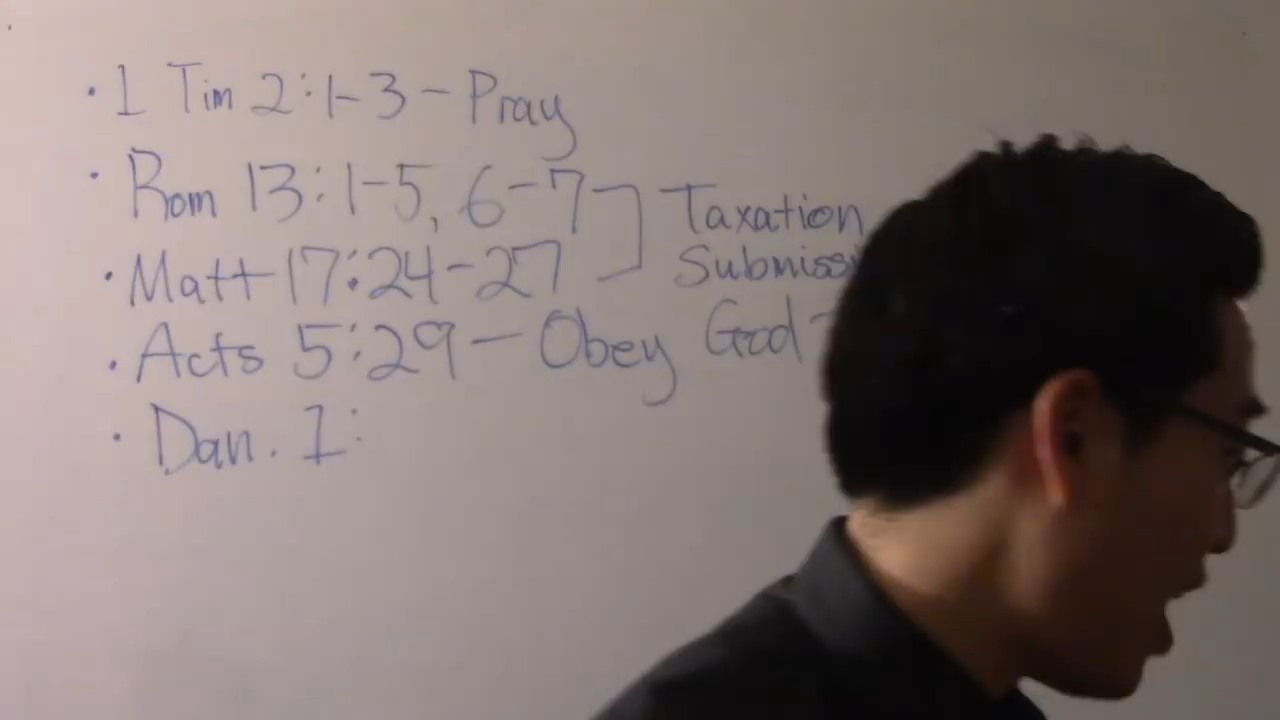 · 1 Tim 2:1-3 - Pray
· Rom 13:1-5, 6-7 ] Taxation
· Matt 17:24-27 
· Acts 5:29 - Obey God -
· Dan. 1: